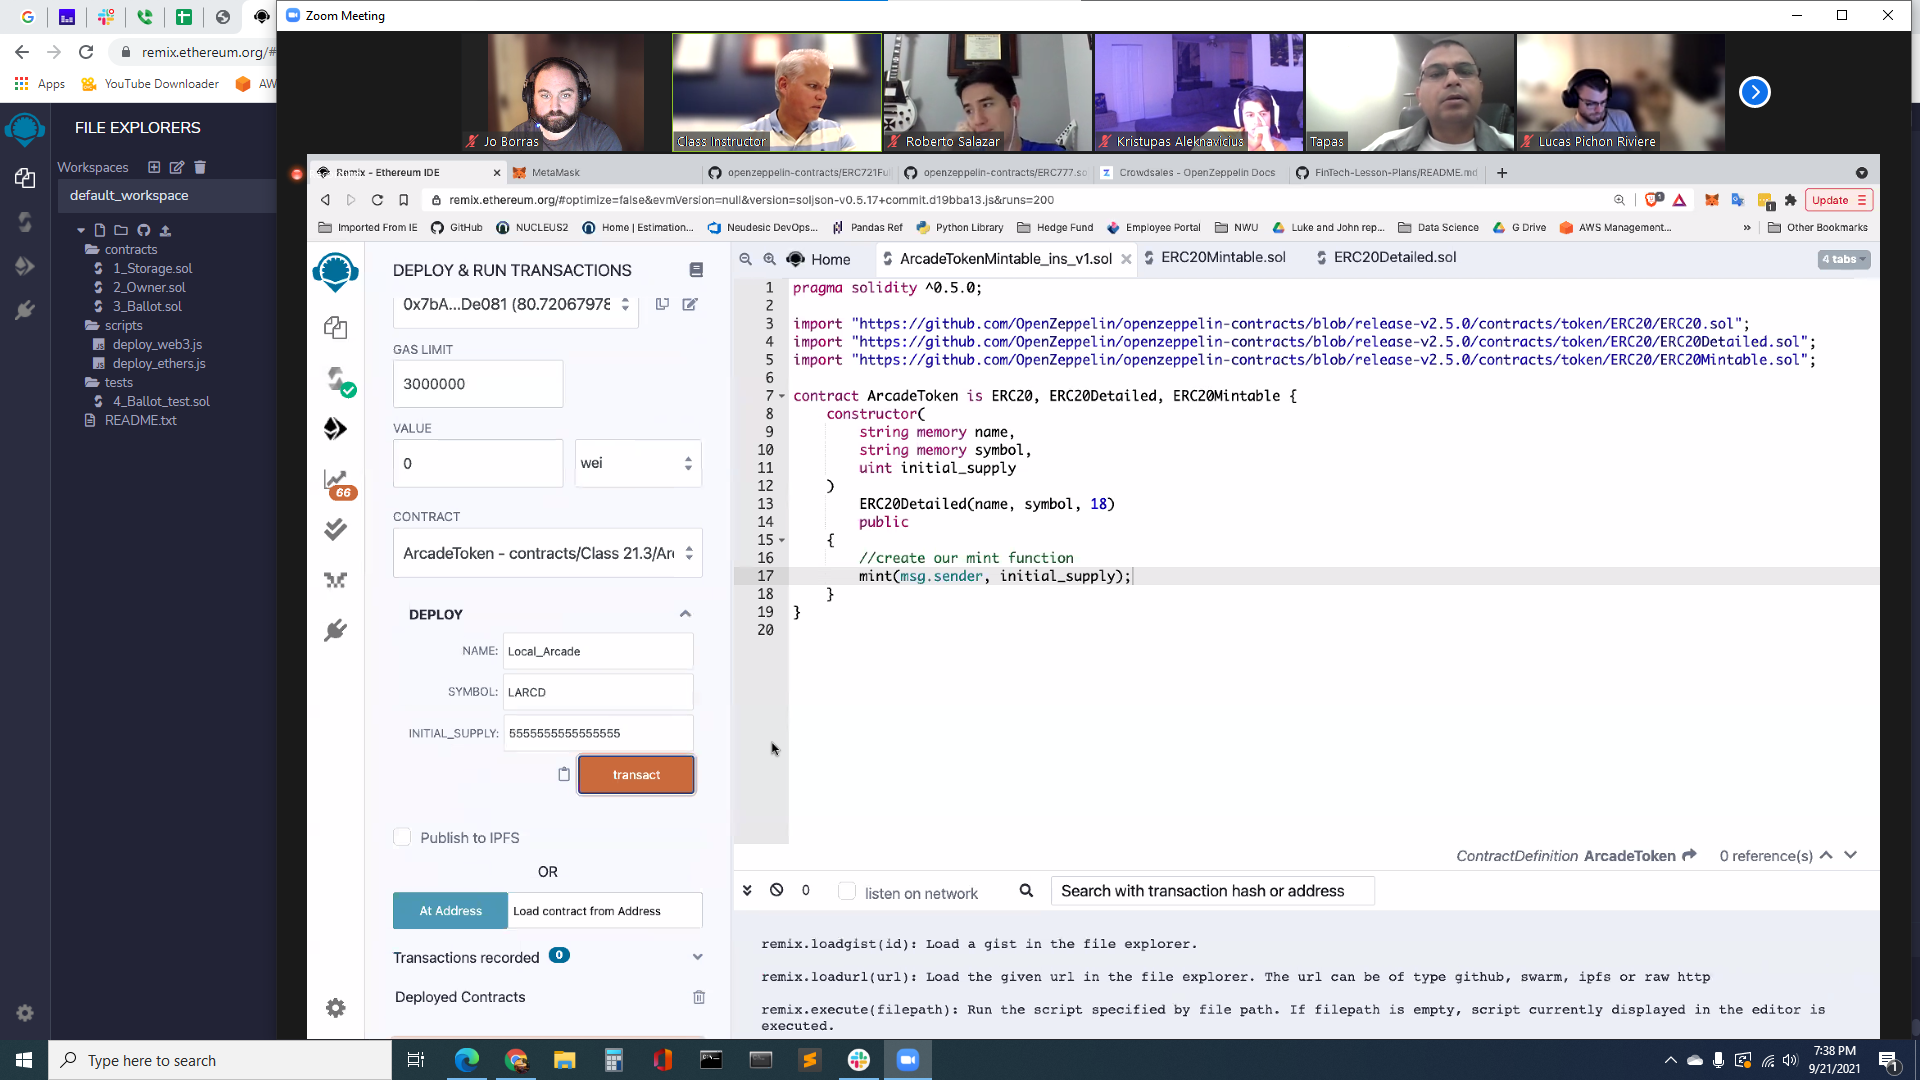 Zoom Meeting
remix.ethereum.org/#
Apps
YouTube Downloader
AW
FILE EXPLORERS
Workspaces
default_workspace
contracts
1_Storage.sol
2_Owner.sol
3_Ballot.sol
scripts
deploy_web3.js
deploy_ethers.js
tests
4_Ballot_test.sol
README.txt
Jo Borras
Class Instructor
Roberto Salazar
Kristupas Aleknavicius
Tapas
Lucas Pichon Riviere
Remix - Ethereum IDE
MetaMask
openzeppelin-contracts/ERC721Ful
openzeppelin-contracts/ERC777.so
Crowdsales - OpenZeppelin Docs
FinTech-Lesson-Plans/README.md
remix.ethereum.org/#optimize=false&evmVersion=null&version=soljson-v0.5.17+commit.d19bba13.js&runs=200
Update
Imported From IE
GitHub
NUCLEUS2
Home | Estimation...
Neudesic DevOps...
Pandas Ref
Python Library
Hedge Fund
Employee Portal
NWU
Luke and John rep...
Data Science
G Drive
AWS Management...
»
Other Bookmarks
DEPLOY & RUN TRANSACTIONS
0x7bA...De081 (80.72067978
GAS LIMIT
3000000
VALUE
0
wei
CONTRACT
ArcadeToken - contracts/Class 21.3/Arc
DEPLOY
NAME: Local_Arcade
SYMBOL: LARCD
INITIAL_SUPPLY: 5555555555555555
transact
Publish to IPFS
OR
At Address
Load contract from Address
Transactions recorded 0
Deployed Contracts
66
Home
ArcadeTokenMintable_ins_v1.sol
ERC20Mintable.sol
ERC20Detailed.sol
4 tabs
1 pragma solidity ^0.5.0;
2
3 import "https://github.com/OpenZeppelin/openzeppelin-contracts/blob/release-v2.5.0/contracts/token/ERC20/ERC20.sol";
4 import "https://github.com/OpenZeppelin/openzeppelin-contracts/blob/release-v2.5.0/contracts/token/ERC20/ERC20Detailed.sol";
5 import "https://github.com/OpenZeppelin/openzeppelin-contracts/blob/release-v2.5.0/contracts/token/ERC20/ERC20Mintable.sol";
6
7 contract ArcadeToken is ERC20, ERC20Detailed, ERC20Mintable {
8 constructor(
9 string memory name,
10 string memory symbol,
11 uint initial_supply
12 )
13 ERC20Detailed(name, symbol, 18)
14 public
15 {
16 //create our mint function
17 mint(msg.sender, initial_supply);
18 }
19 }
20
ContractDefinition ArcadeToken
0 reference(s)
0
listen on network
Search with transaction hash or address
remix.loadgist(id): Load a gist in the file explorer.
remix.loadurl(url): Load the given url in the file explorer. The url can be of type github, swarm, ipfs or raw http
remix.execute(filepath): Run the script specified by file path. If filepath is empty, script currently displayed in the editor is
executed.
Type here to search
7:38 PM
9/21/2021
1